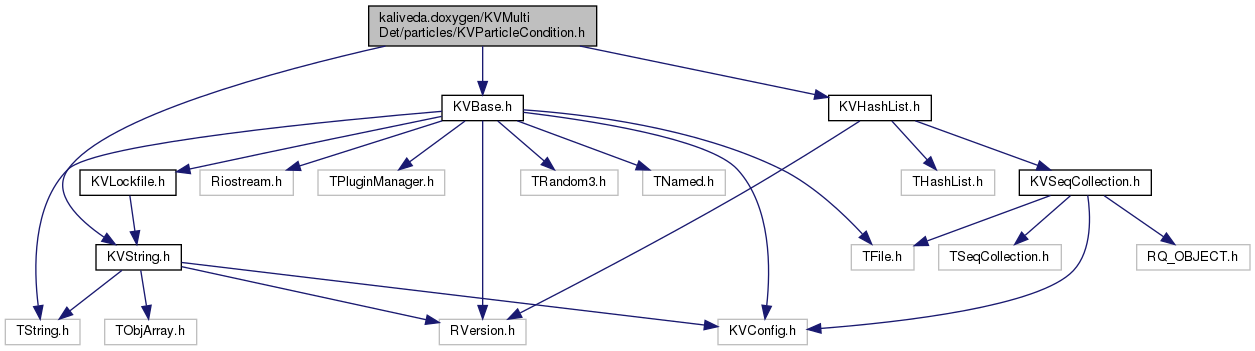 kaliveda.doxygen/KVMulti
Det/particles/KVParticleCondition.h
KVBase.h
KVHashList.h
KVLockfile.h
Riostream.h
TPluginManager.h
TRandom3.h
TNamed.h
THashList.h
KVSeqCollection.h
KVString.h
TFile.h
TSeqCollection.h
RQ_OBJECT.h
TString.h
TObjArray.h
RVersion.h
KVConfig.h